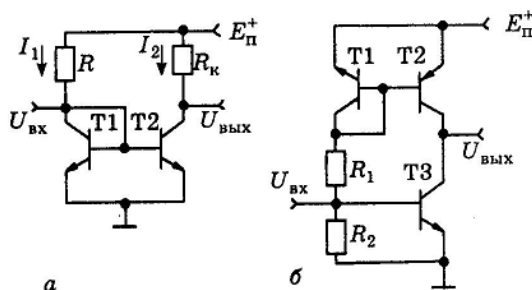 I₁ R I₂ Rк Eп⁺
Uвх T1 T2 Uвых
а
Eп⁺
T1 T2
Uвых
R₁ T3
Uвх
R₂
б